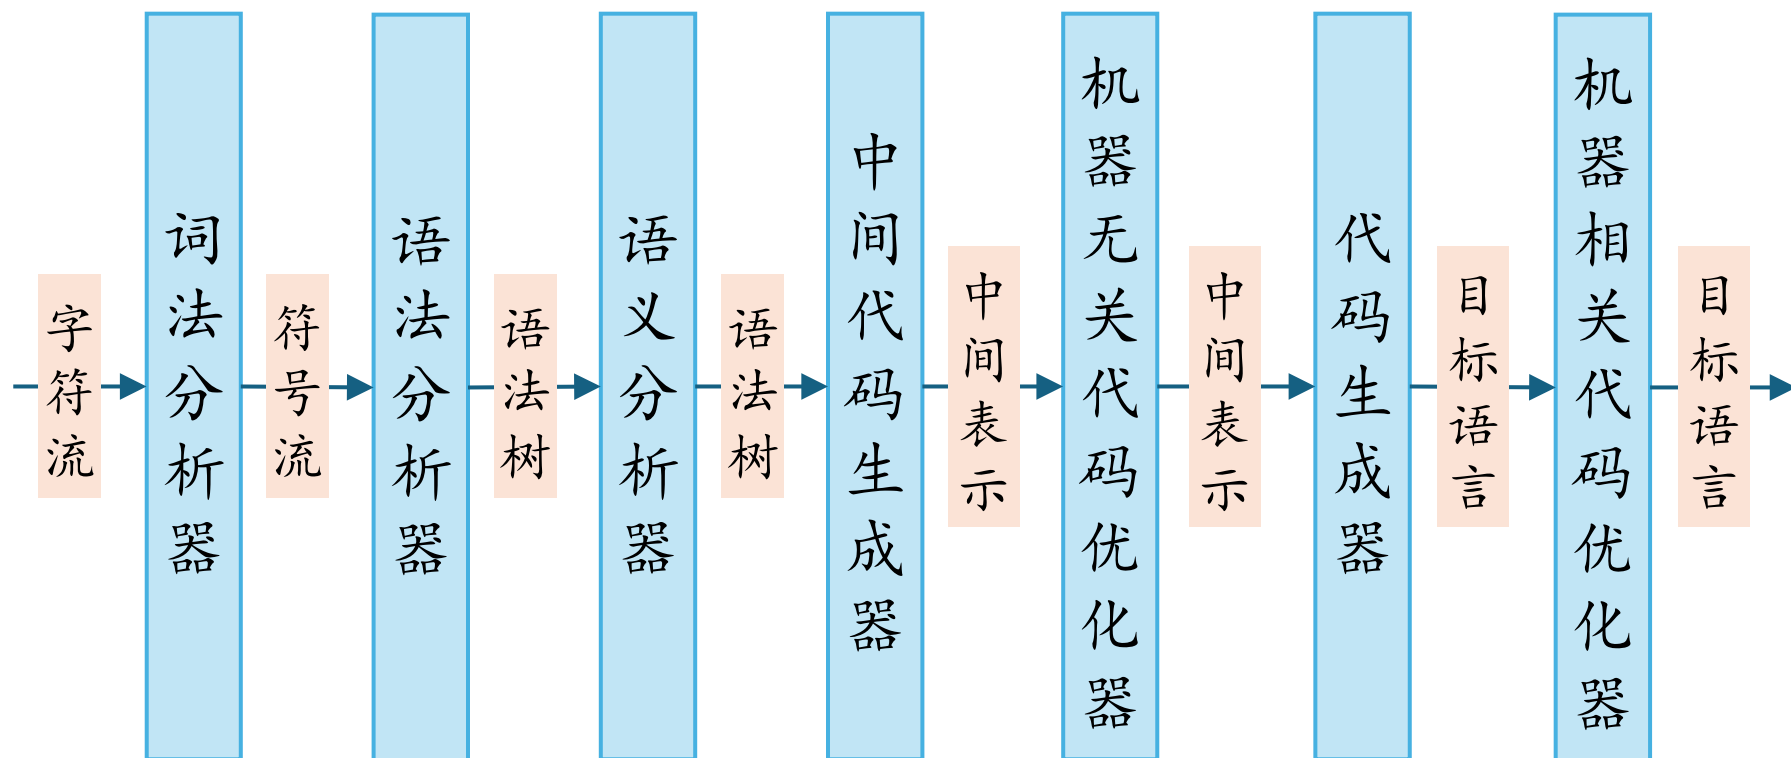 字符流
词法分析器
符号流
语法分析器
语法树
语义分析器
语法树
中间代码生成器
中间表示
机器无关代码优化器
中间表示
代码生成器
目标语言
机器相关代码优化器
目标语言